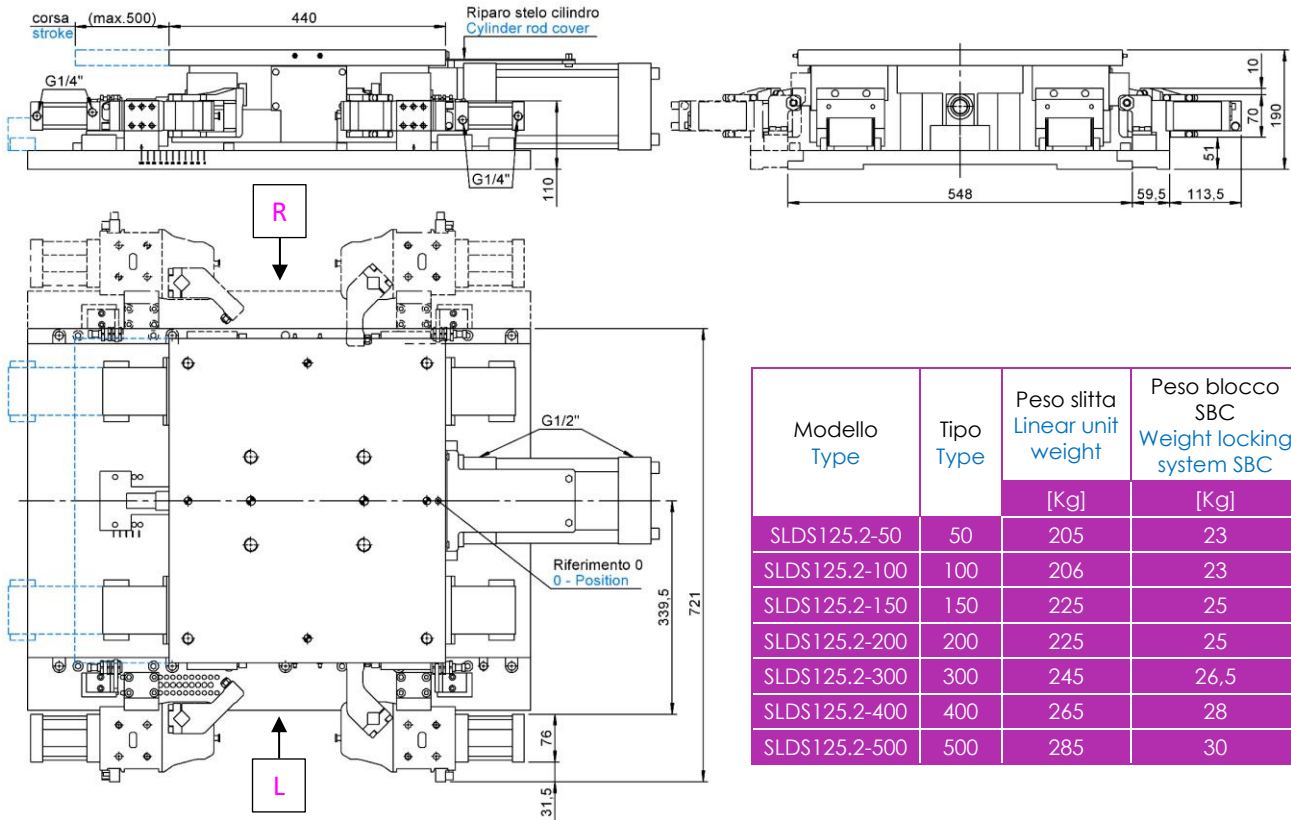 corsa (max.500) 440
stroke
Riparo stelo cilindro
Cylinder rod cover
G1/4"
G1/4"
110
10
70
190
51
548 59,5 113,5
R
G1/2"
Riferimento 0
0 - Position
339,5
721
76
31,5
L
Modello
Type
Tipo
Type
Peso slitta
Linear unit
weight
Peso blocco
SBC
Weight locking
system SBC
[Kg] [Kg]
SLDS125.2-50 50 205 23
SLDS125.2-100 100 206 23
SLDS125.2-150 150 225 25
SLDS125.2-200 200 225 25
SLDS125.2-300 300 245 26,5
SLDS125.2-400 400 265 28
SLDS125.2-500 500 285 30